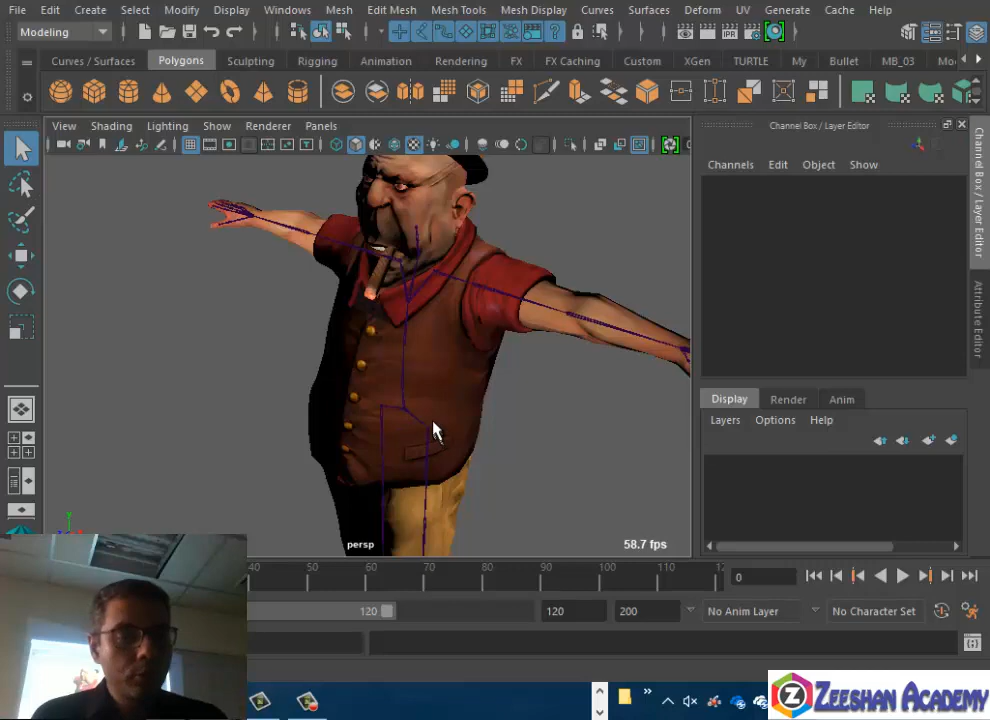 File Edit Create Select Modify Display Windows Mesh Edit Mesh Mesh Tools Mesh Display Curves Surfaces Deform UV Generate Cache Help
Modeling
Curves / Surfaces Polygons Sculpting Rigging Animation Rendering FX FX Caching Custom XGen TURTLE My Bullet MB_03
View Shading Lighting Show Renderer Panels
Channel Box / Layer Editor
Channels Edit Object Show
Channel Box / Layer Editor
Attribute Editor
Display Render Anim
Layers Options Help
persp
58.7 fps
40 50 60 70 80 90 100 110 12
0
120
120
200
No Anim Layer
No Character Set
ZEESHAN ACADEMY